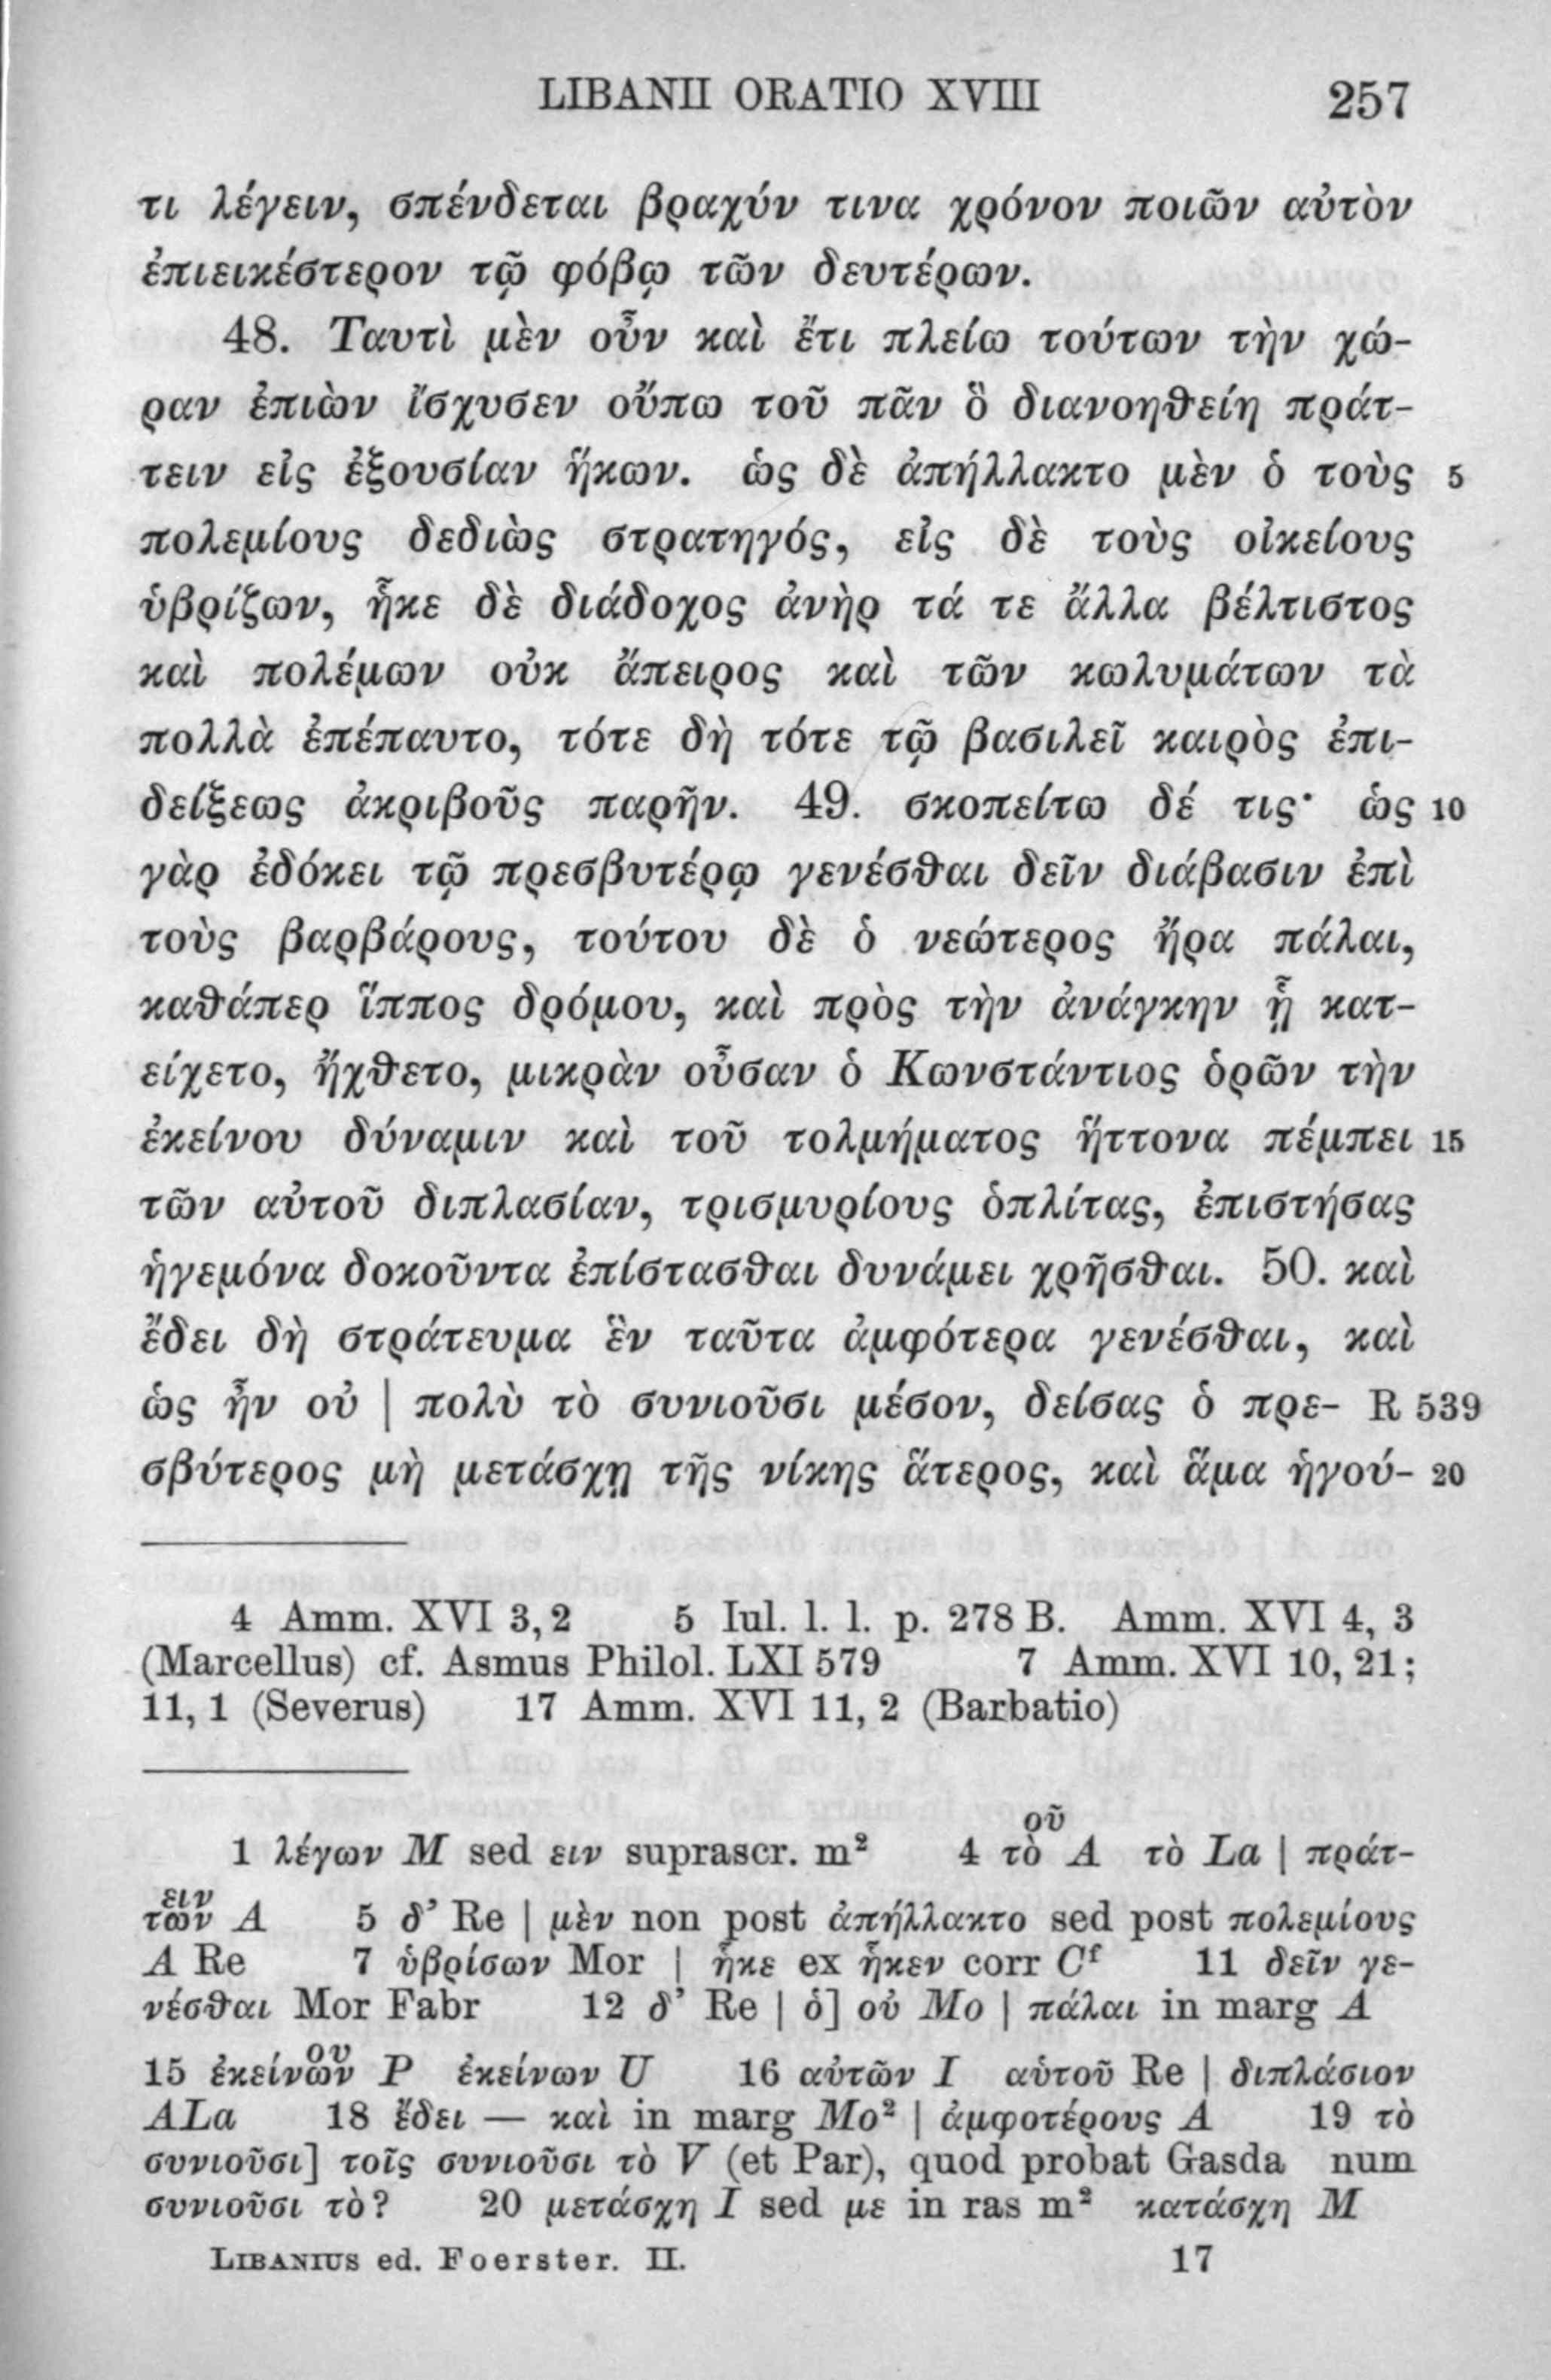 LIBANII ORATIO XVIII 257
τι λέγειν, σπένδεται βραχύν τινα χρόνον ποιῶν αὐτὸν
ἐπιεικέστερον τῷ φόβῳ τῶν δευτέρων.
48. Ταυτὶ μὲν οὖν καὶ ἔτι πλείω τούτων τὴν χώ-
ραν ἐπιὼν ἴσχυσεν οὔπω τοῦ πᾶν ὃ διανοηθείη πράτ-
τειν εἰς ἐξουσίαν ἥκων. ὡς δὲ ἀπήλλακτο μὲν ὁ τοὺς 5
πολεμίους δεδιὼς στρατηγός, εἰς δὲ τοὺς οἰκείους
ὑβρίζων, ἧκε δὲ διάδοχος ἀνὴρ τά τε ἄλλα βέλτιστος
καὶ πολέμων οὐκ ἄπειρος καὶ τῶν κωλυμάτων τὰ
πολλὰ ἐπέπαυτο, τότε δὴ τότε τῷ βασιλεῖ καιρὸς ἐπι-
δείξεως ἀκριβοῦς παρῆν. 49. σκοπείτω δέ τις· ὡς 10
γὰρ ἐδόκει τῷ πρεσβυτέρῳ γενέσθαι δεῖν διάβασιν ἐπὶ
τοὺς βαρβάρους, τούτου δὲ ὁ νεώτερος ἤρα πάλαι,
καθάπερ ἵππος δρόμου, καὶ πρὸς τὴν ἀνάγκην ᾗ κατ-
είχετο, ἤχθετο, μικρὰν οὖσαν ὁ Κωνστάντιος ὁρῶν τὴν
ἐκείνου δύναμιν καὶ τοῦ τολμήματος ἥττονα πέμπει 15
τῶν αὐτοῦ διπλασίαν, τρισμυρίους ὁπλίτας, ἐπιστήσας
ἡγεμόνα δοκοῦντα ἐπίστασθαι δυνάμει χρῆσθαι. 50. καὶ
ἔδει δὴ στράτευμα ἓν ταῦτα ἀμφότερα γενέσθαι, καὶ
ὡς ἦν οὐ | πολὺ τὸ συνιοῦσι μέσον, δείσας ὁ πρε- R 539
σβύτερος μὴ μετάσχῃ τῆς νίκης ἅτερος, καὶ ἅμα ἡγού- 20
4 Amm. XVI 3, 2 5 Iul. l. l. p. 278 B. Amm. XVI 4, 3
(Marcellus) cf. Asmus Philol. LXI 579 7 Amm. XVI 10, 21;
11, 1 (Severus) 17 Amm. XVI 11, 2 (Barbatio)
οῦ
1 λέγων M sed ειν suprascr. m² 4 τὸ A τὸ La | πράτ-
ειν
των A 5 δ’ Re | μὲν non post ἀπήλλακτο sed post πολεμίους
A Re 7 ὑβρίσων Mor | ἧκε ex ἧκεν corr Cᶠ 11 δεῖν γε-
νέσθαι Mor Fabr 12 δ’ Re | ὁ] οὐ Mo | πάλαι in marg A
ου
15 ἐκείνων P ἐκείνων U 16 αὐτῶν I αὑτοῦ Re | διπλάσιον
ALa 18 ἔδει — καὶ in marg Mo² | ἀμφοτέρους A 19 τὸ
συνιοῦσι] τοῖς συνιοῦσι τὸ V (et Par), quod probat Gasda num
συνιοῦσι τὸ? 20 μετάσχη I sed με in ras m² κατάσχη M
LIBANIUS ed. Foerster. II. 17